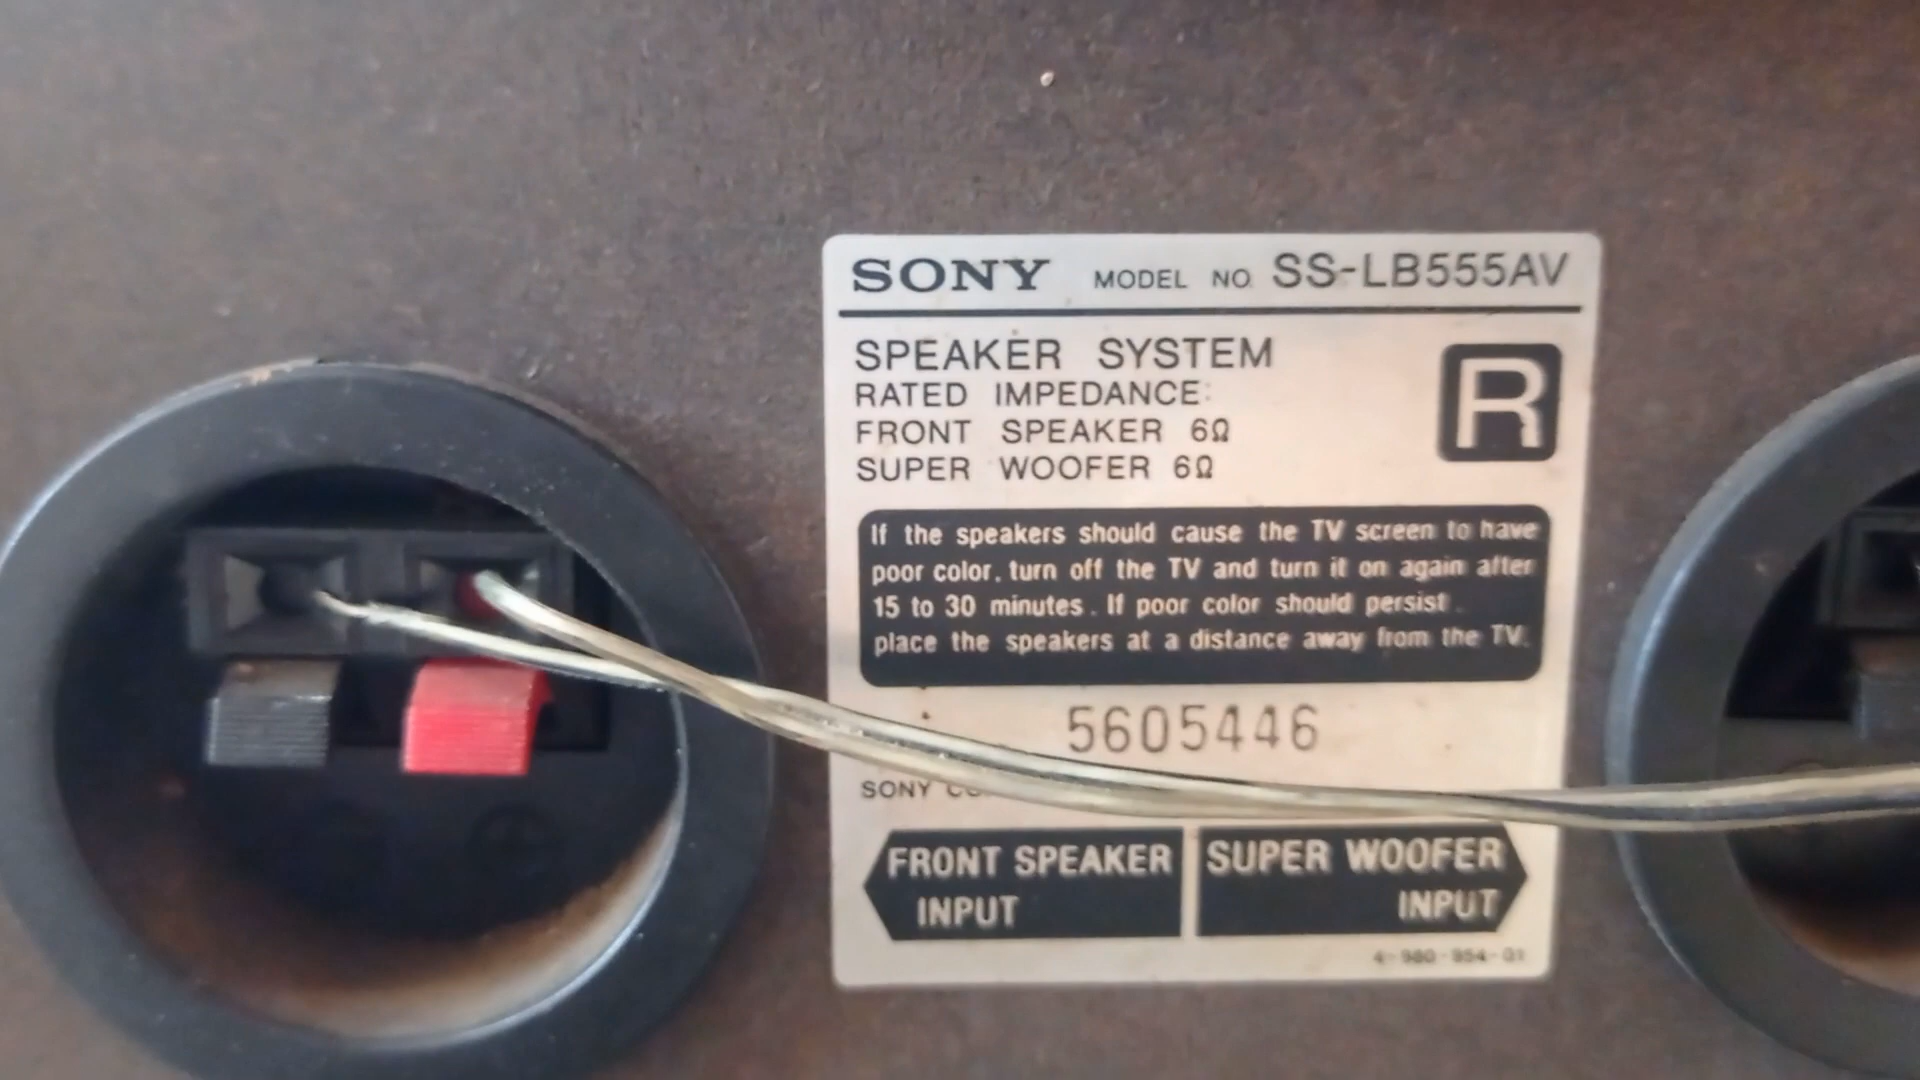 SONY MODEL NO. SS-LB555AV
SPEAKER SYSTEM
RATED IMPEDANCE:
FRONT SPEAKER 6Ω
SUPER WOOFER 6Ω
R
If the speakers should cause the TV screen to have
poor color, turn off the TV and turn it on again after
15 to 30 minutes. If poor color should persist,
place the speakers at a distance away from the TV.
5605446
SONY
FRONT SPEAKER
INPUT
SUPER WOOFER
INPUT
4-980-954-01